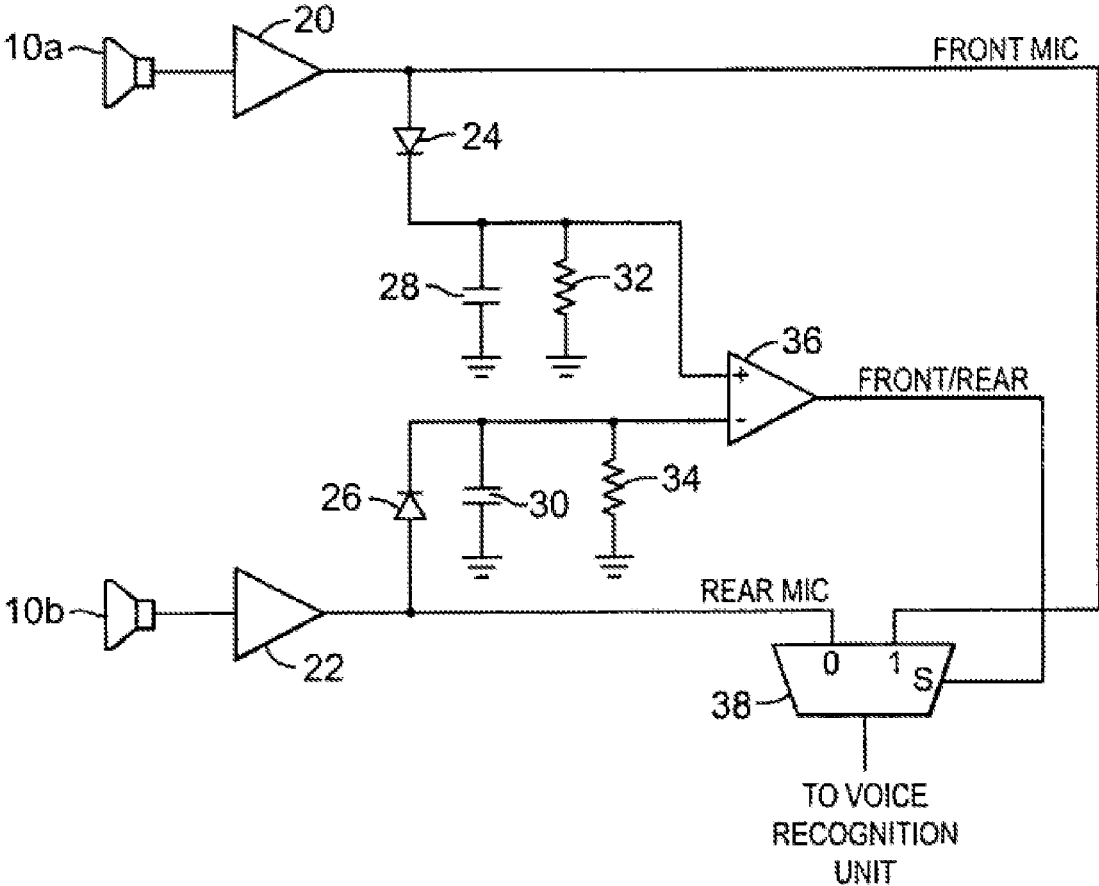 10a
20
FRONT MIC
24
28
32
36
+
FRONT/REAR
-
26
30
34
10b
22
REAR MIC
0 1
S
38
TO VOICE
RECOGNITION
UNIT